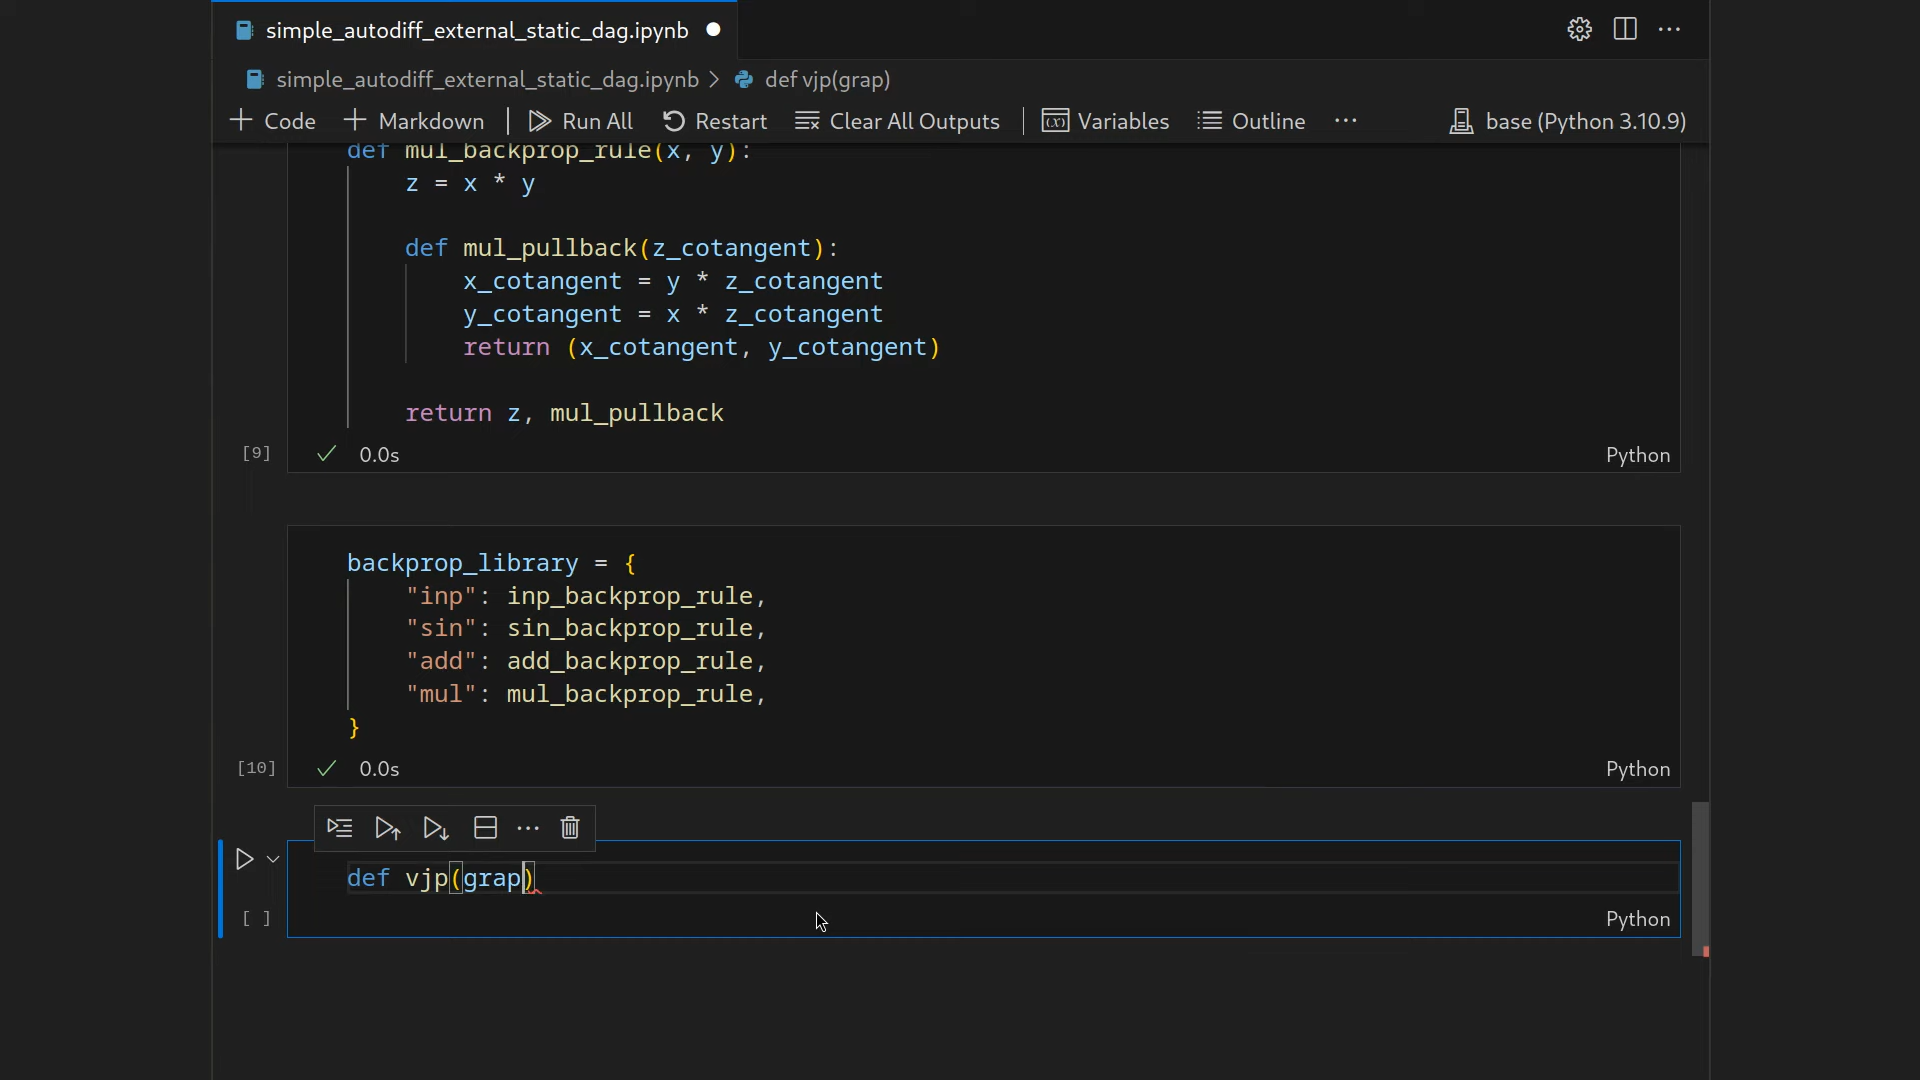 simple_autodiff_external_static_dag.ipynb
simple_autodiff_external_static_dag.ipynb > def vjp(grap)
Code Markdown Run All Restart Clear All Outputs Variables Outline ... base (Python 3.10.9)
def mul_backprop_rule(x, y):
z = x * y
def mul_pullback(z_cotangent):
x_cotangent = y * z_cotangent
y_cotangent = x * z_cotangent
return (x_cotangent, y_cotangent)
return z, mul_pullback
[9] 0.0s Python
backprop_library = {
"inp": inp_backprop_rule,
"sin": sin_backprop_rule,
"add": add_backprop_rule,
"mul": mul_backprop_rule,
}
[10] 0.0s Python
def vjp(grap)
[ ] Python